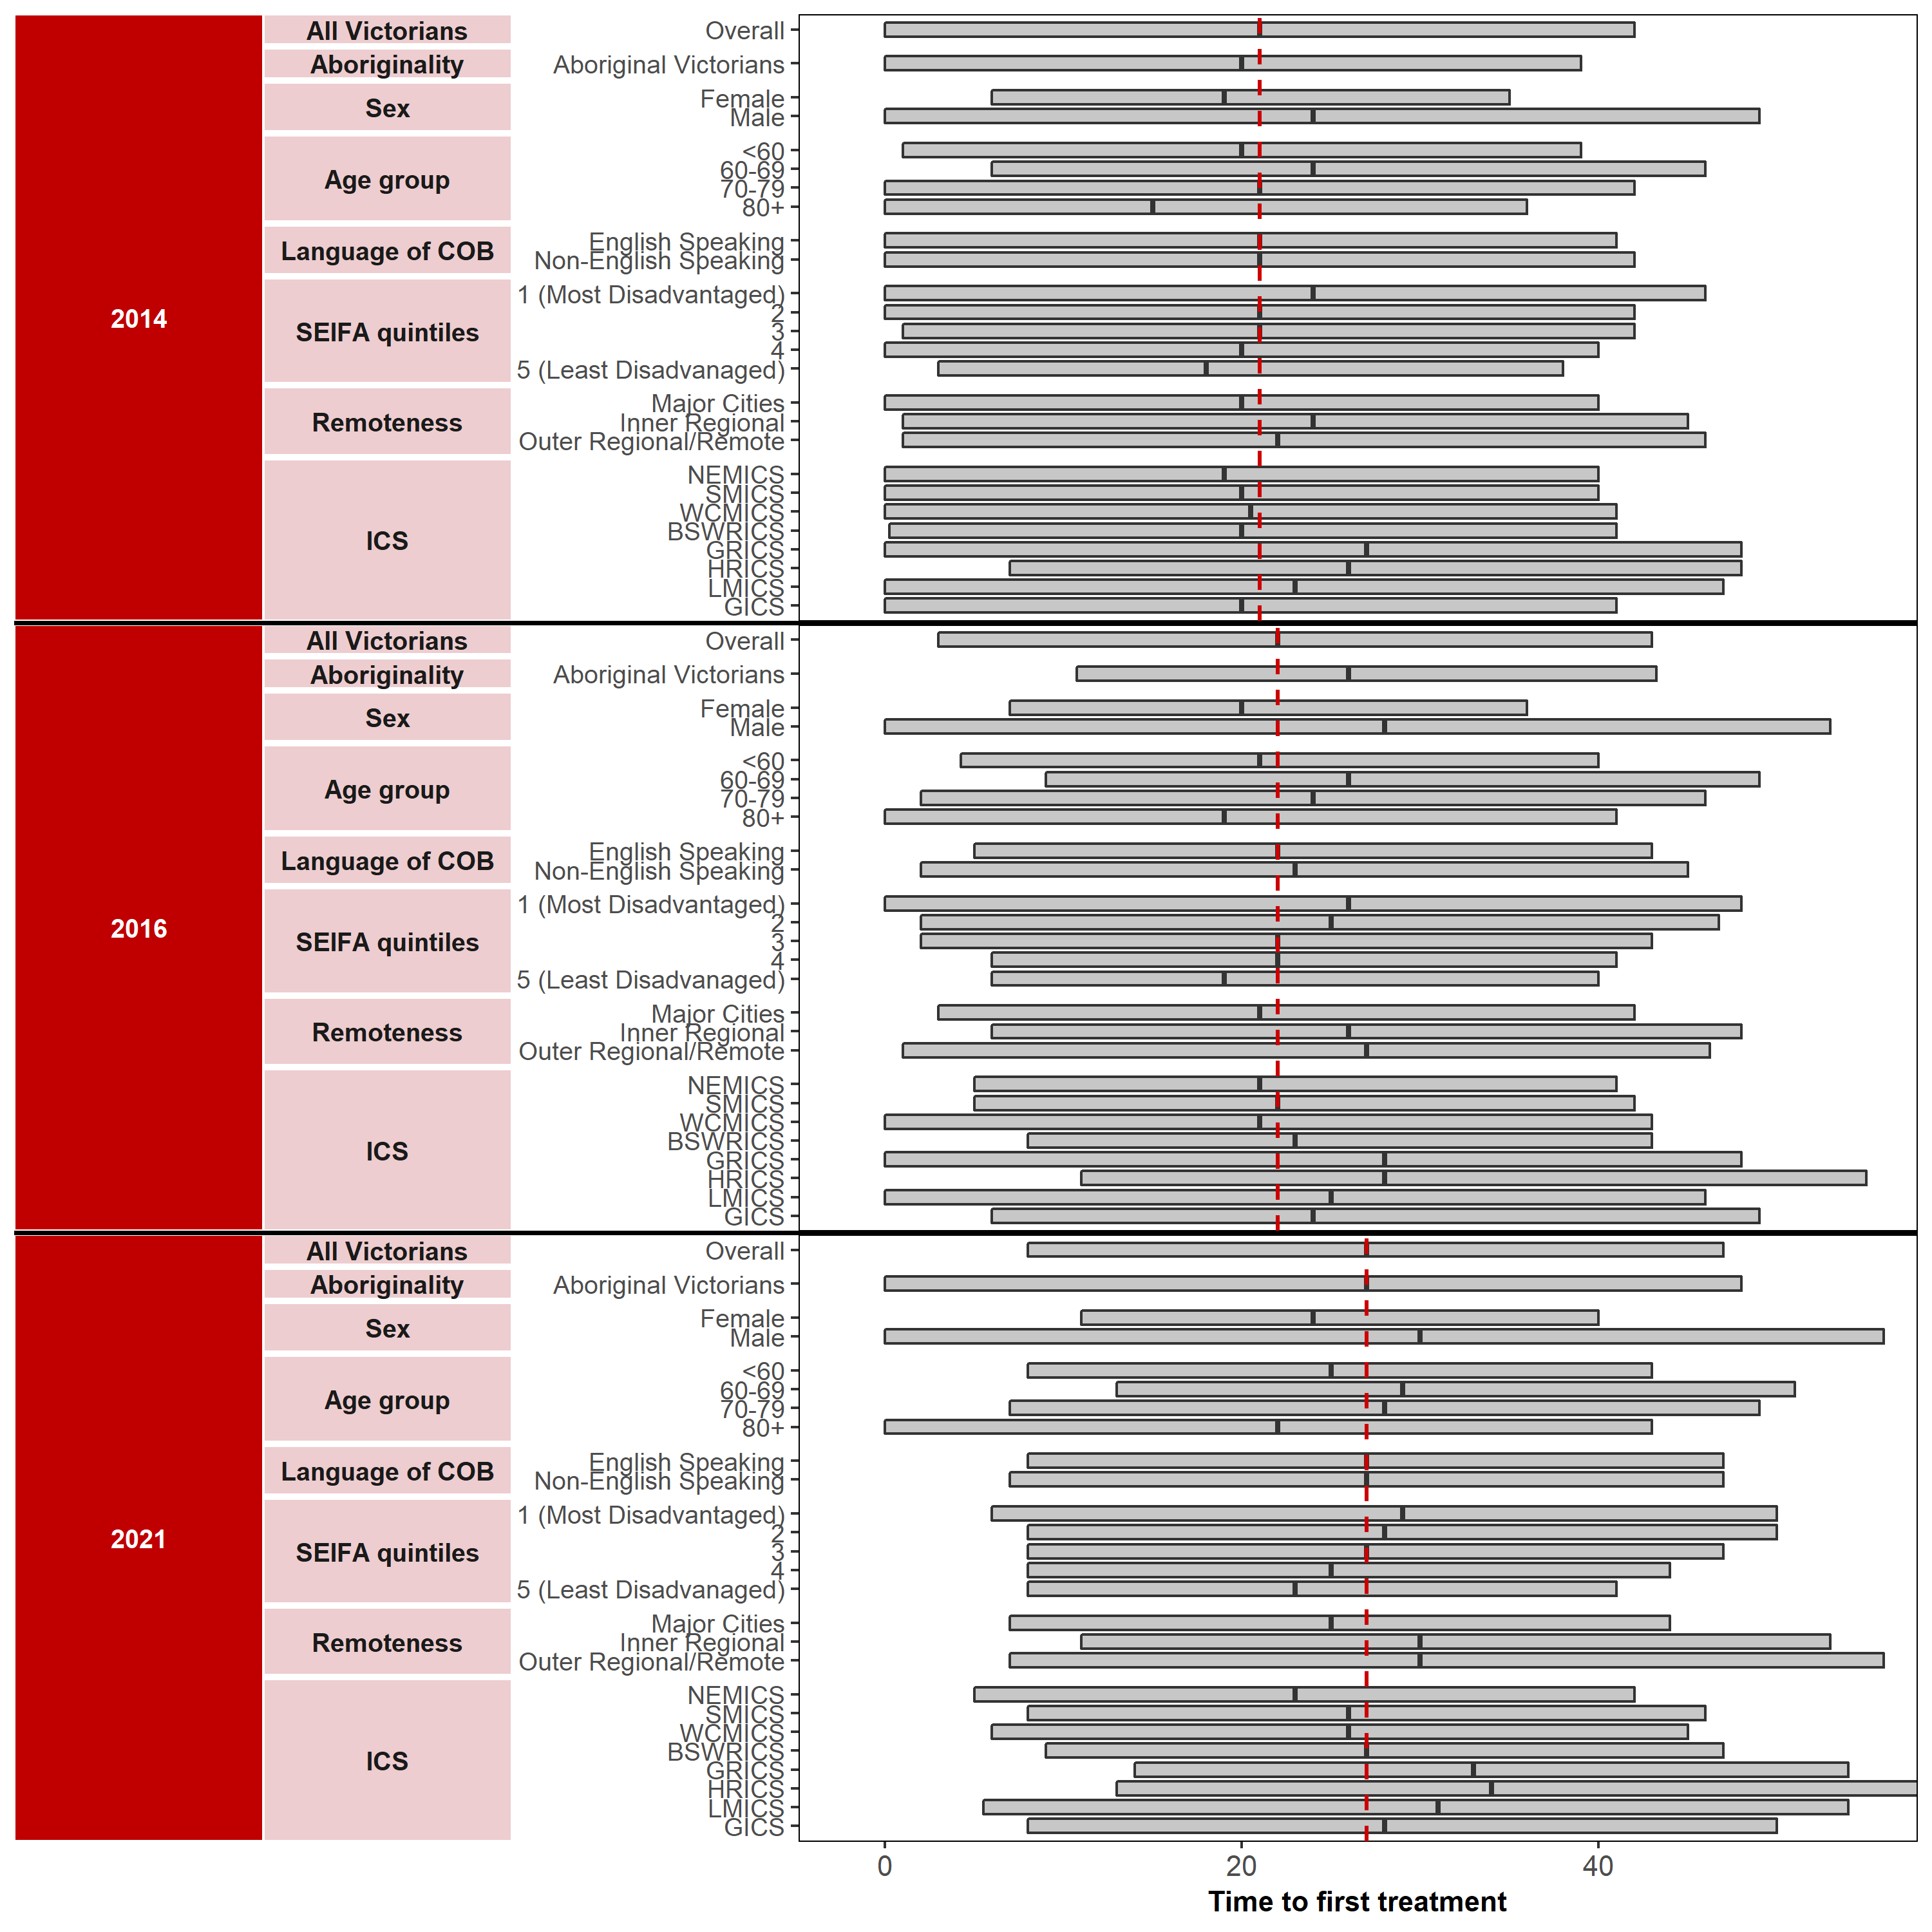 2014
All Victorians
Overall
Aboriginality
Aboriginal Victorians
Sex
Female
Male
Age group
<60
60-69
70-79
80+
Language of COB
English Speaking
Non-English Speaking
SEIFA quintiles
1 (Most Disadvantaged)
2
3
4
5 (Least Disadvanaged)
Remoteness
Major Cities
Inner Regional
Outer Regional/Remote
ICS
NEMICS
SMICS
WCMICS
BSWRICS
GRICS
HRICS
LMICS
GICS
2016
All Victorians
Overall
Aboriginality
Aboriginal Victorians
Sex
Female
Male
Age group
<60
60-69
70-79
80+
Language of COB
English Speaking
Non-English Speaking
SEIFA quintiles
1 (Most Disadvantaged)
2
3
4
5 (Least Disadvanaged)
Remoteness
Major Cities
Inner Regional
Outer Regional/Remote
ICS
NEMICS
SMICS
WCMICS
BSWRICS
GRICS
HRICS
LMICS
GICS
2021
All Victorians
Overall
Aboriginality
Aboriginal Victorians
Sex
Female
Male
Age group
<60
60-69
70-79
80+
Language of COB
English Speaking
Non-English Speaking
SEIFA quintiles
1 (Most Disadvantaged)
2
3
4
5 (Least Disadvanaged)
Remoteness
Major Cities
Inner Regional
Outer Regional/Remote
ICS
NEMICS
SMICS
WCMICS
BSWRICS
GRICS
HRICS
LMICS
GICS
0 20 40
Time to first treatment